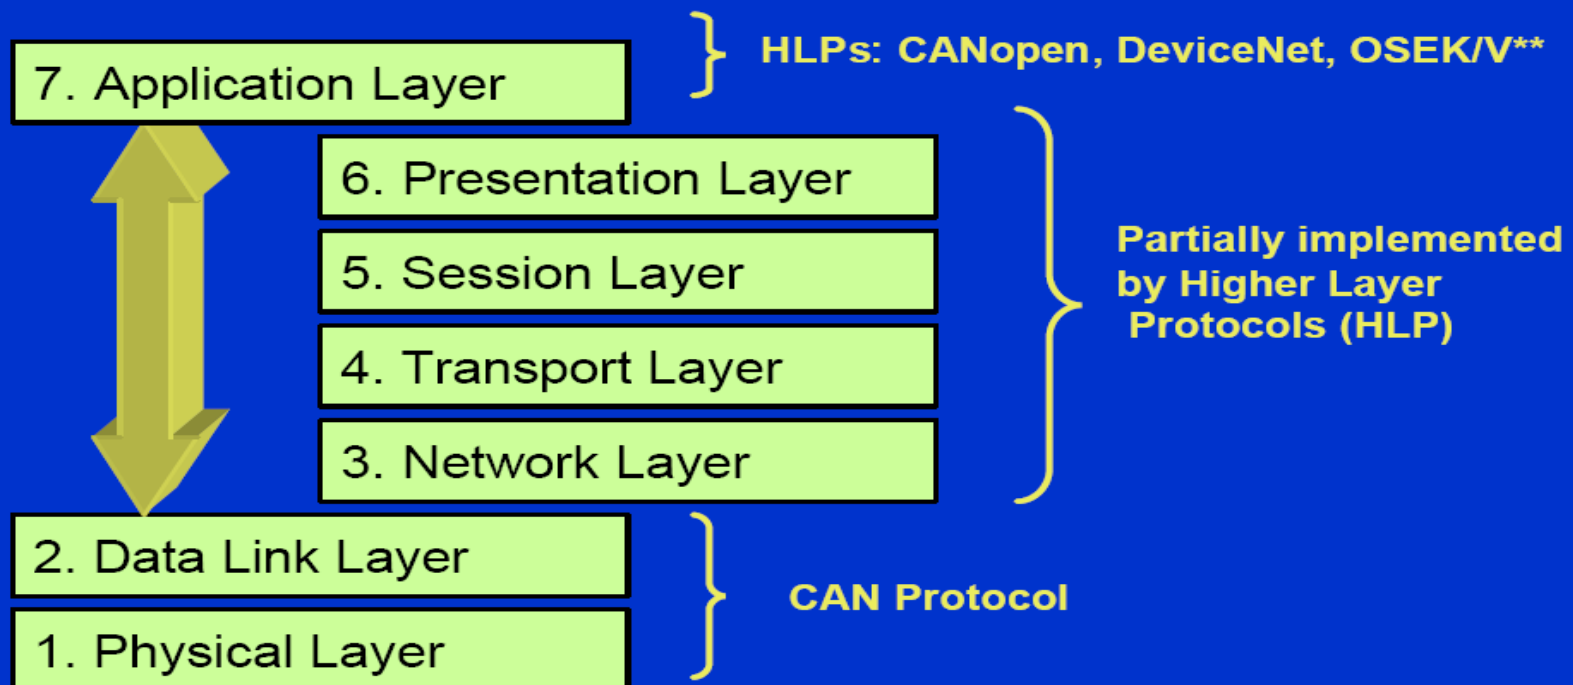 HLPs: CANopen, DeviceNet, OSEK/V**
7. Application Layer
6. Presentation Layer
5. Session Layer
4. Transport Layer
3. Network Layer
Partially implemented
by Higher Layer
Protocols (HLP)
2. Data Link Layer
1. Physical Layer
CAN Protocol